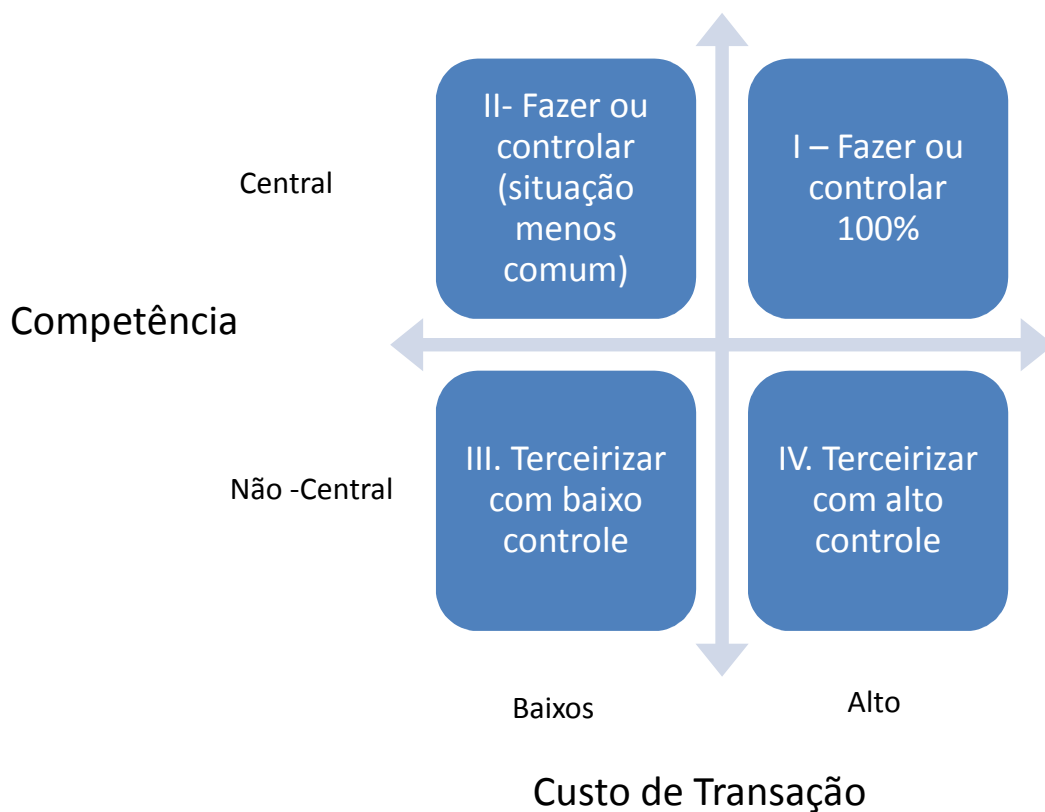 II- Fazer ou
controlar
(situação
menos
comum)
I – Fazer ou
controlar
100%
Central
Competência
III. Terceirizar
com baixo
controle
IV. Terceirizar
com alto
controle
Não -Central
Baixos
Alto
Custo de Transação